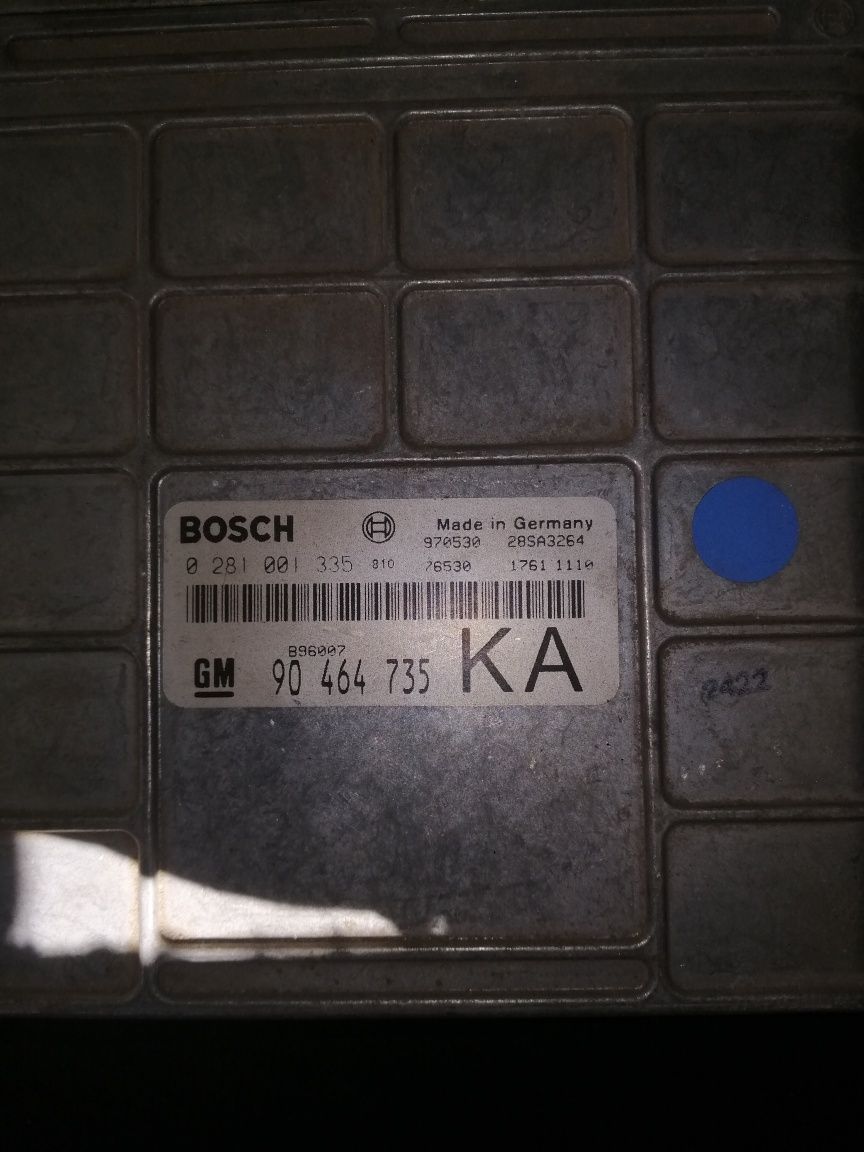 BOSCH Made in Germany
970530 28SA3264
0 281 001 335 810 76530 1761 1110
B96007
GM 90 464 735 KA